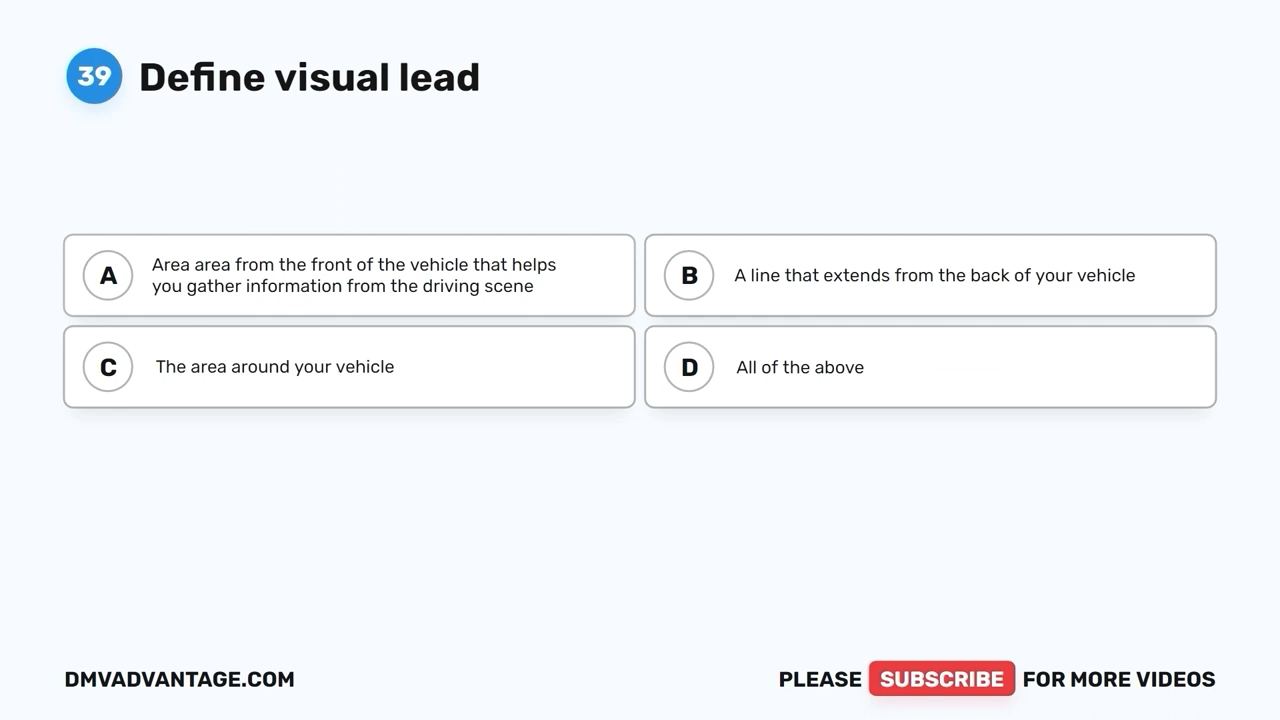 39 Define visual lead
A Area area from the front of the vehicle that helps
you gather information from the driving scene
B A line that extends from the back of your vehicle
C The area around your vehicle
D All of the above
DMVADVANTAGE.COM
PLEASE SUBSCRIBE FOR MORE VIDEOS